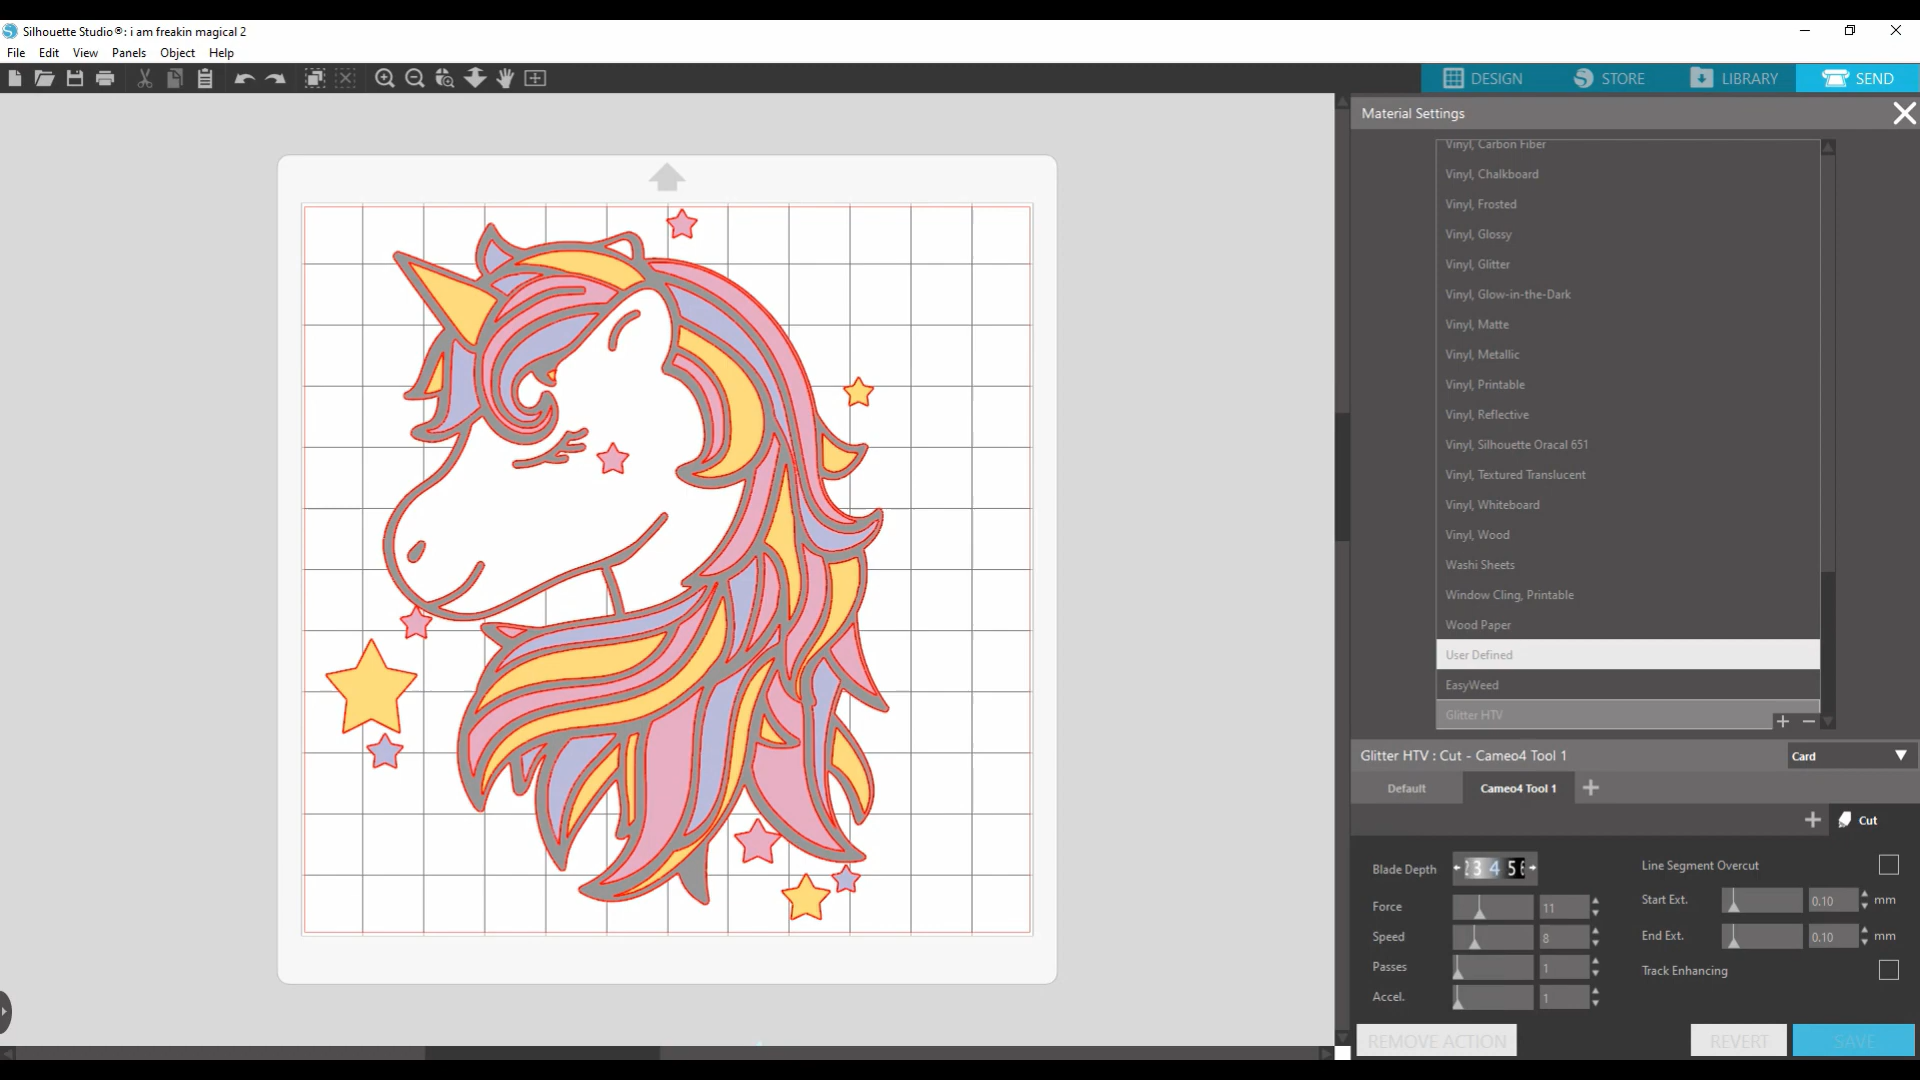 Silhouette Studio®: i am freakin magical 2
File Edit View Panels Object Help
DESIGN STORE LIBRARY SEND
Material Settings
Vinyl, Carbon Fiber
Vinyl, Chalkboard
Vinyl, Frosted
Vinyl, Glossy
Vinyl, Glitter
Vinyl, Glow-in-the-Dark
Vinyl, Matte
Vinyl, Metallic
Vinyl, Printable
Vinyl, Reflective
Vinyl, Silhouette Oracal 651
Vinyl, Textured Translucent
Vinyl, Whiteboard
Vinyl, Wood
Washi Sheets
Window Cling, Printable
Wood Paper
User Defined
EasyWeed
Glitter HTV
Glitter HTV : Cut - Cameo4 Tool 1 Card
Default Cameo4 Tool 1
Cut
Blade Depth 3 4 5 Line Segment Overcut
Force 11 Start Ext. 0.10 mm
Speed 8 End Ext. 0.10 mm
Passes 1 Track Enhancing
Accel. 1
REMOVE ACTION REVERT SAVE